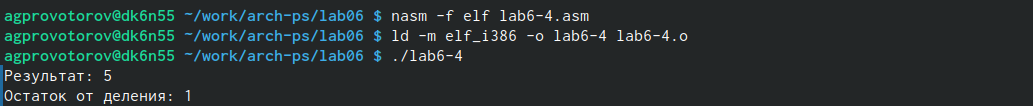 agprovotorov@dk6n55 ~/work/arch-ps/lab06 $ nasm -f elf lab6-4.asm
agprovotorov@dk6n55 ~/work/arch-ps/lab06 $ ld -m elf_i386 -o lab6-4 lab6-4.o
agprovotorov@dk6n55 ~/work/arch-ps/lab06 $ ./lab6-4
Результат: 5
Остаток от деления: 1